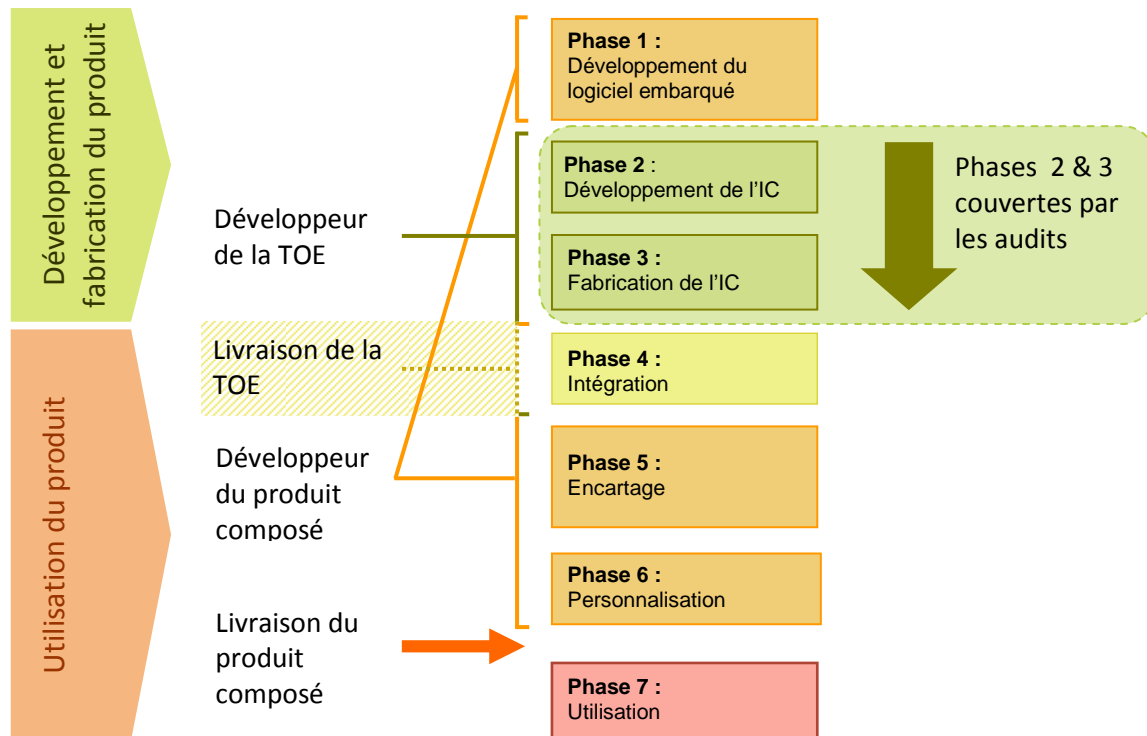 Développement et
fabrication du produit
Utilisation du produit
Développeur
de la TOE
Livraison de la
TOE
Développeur
du produit
composé
Livraison du
produit
composé
Phase 1 :
Développement du
logiciel embarqué
Phase 2 :
Développement de l'IC
Phase 3 :
Fabrication de l'IC
Phases 2 & 3
couvertes par
les audits
Phase 4 :
Intégration
Phase 5 :
Encartage
Phase 6 :
Personnalisation
Phase 7 :
Utilisation